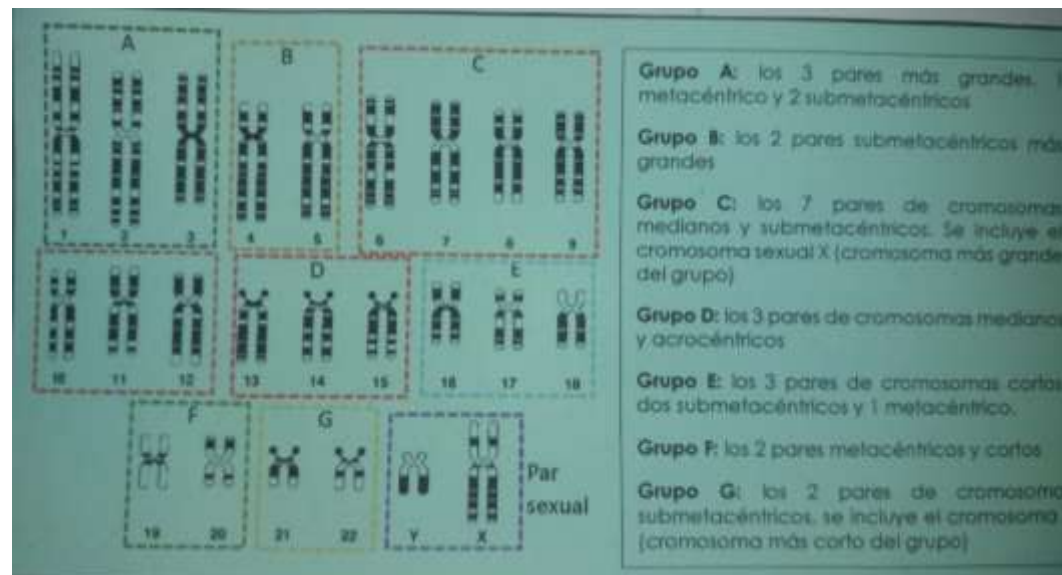 A
B
C
1 2 3 4 5 6 7 8 9
D
E
10 11 12 13 14 15 16 17 18
F
G
Par
sexual
19 20 21 22 Y X
Grupo A: los 3 pares más grandes.
metacéntrico y 2 submetacéntricos
Grupo B: los 2 pares submetacéntricos más
grandes
Grupo C: los 7 pares de cromosomas
medianos y submetacéntricos. Se incluye el
cromosoma sexual X (cromosoma más grande
del grupo)
Grupo D: los 3 pares de cromosomas medianos
y acrocéntricos
Grupo E: los 3 pares de cromosomas cortos
dos submetacéntricos y 1 metacéntrico.
Grupo F: los 2 pares metacéntricos y cortos
Grupo G: los 2 pares de cromosoma
submetacéntricos, se incluye el cromosoma
(cromosoma más corto del grupo)